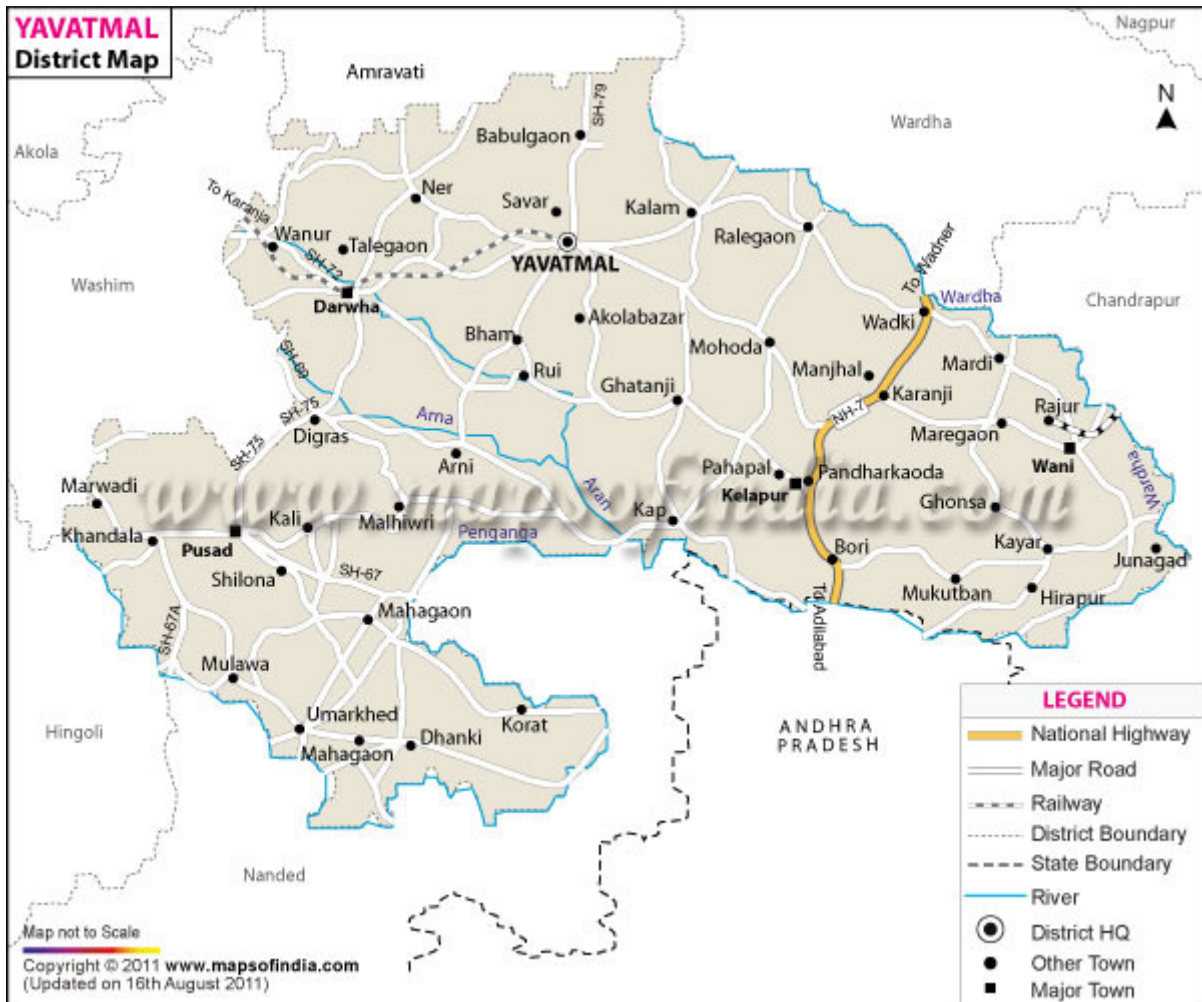 YAVATMAL
District Map
Nagpur
Amravati
N
SH-79
Wardha
Babulgaon
Akola
Ner
To Karanja
Savar
Kalam
Ralegaon
Wanur
Talegaon
YAVATMAL
To Wadner
SH-72
Washim
Darwha
Wardha
Chandrapur
Akolabazar
Wadki
Bham
Mohoda
Mardi
SH-69
Rui
Manjhal
Ghatanji
Karanji
SH-75
Arna
NH-7
Rajur
Digras
Maregaon
SH-75
Arni
Wani
Pahapal
Pandharkaoda
Kelapur
Wardha
www.mapsofindia.com
Marwadi
Aran
Ghonsa
Malhiwri
Kali
Kap
Khandala
Penganga
Pusad
Kayar
Bori
Junagad
Shilona
SH-67
Mukutban
Hirapur
Mahagaon
To Adilabad
SH-67A
Mulawa
Umarkhed
Korat
Hingoli
Dhanki
Mahagaon
ANDHRA
PRADESH
Nanded
LEGEND
National Highway
Major Road
Railway
District Boundary
State Boundary
River
District HQ
Other Town
Major Town
Map not to Scale
Copyright © 2011 www.mapsofindia.com
(Updated on 16th August 2011)